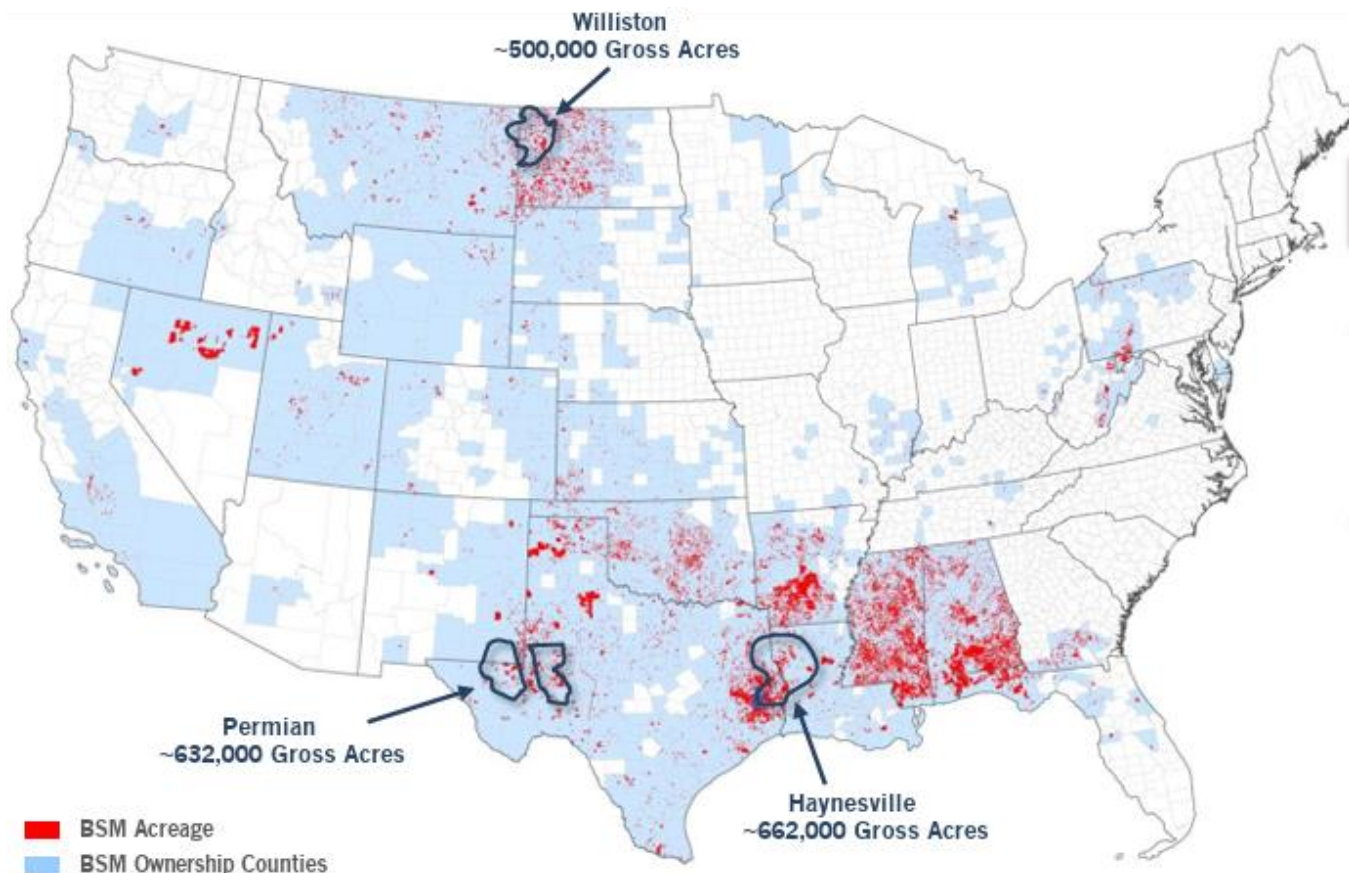 Williston
~500,000 Gross Acres
Permian
~632,000 Gross Acres
Haynesville
~662,000 Gross Acres
BSM Acreage
BSM Ownership Counties